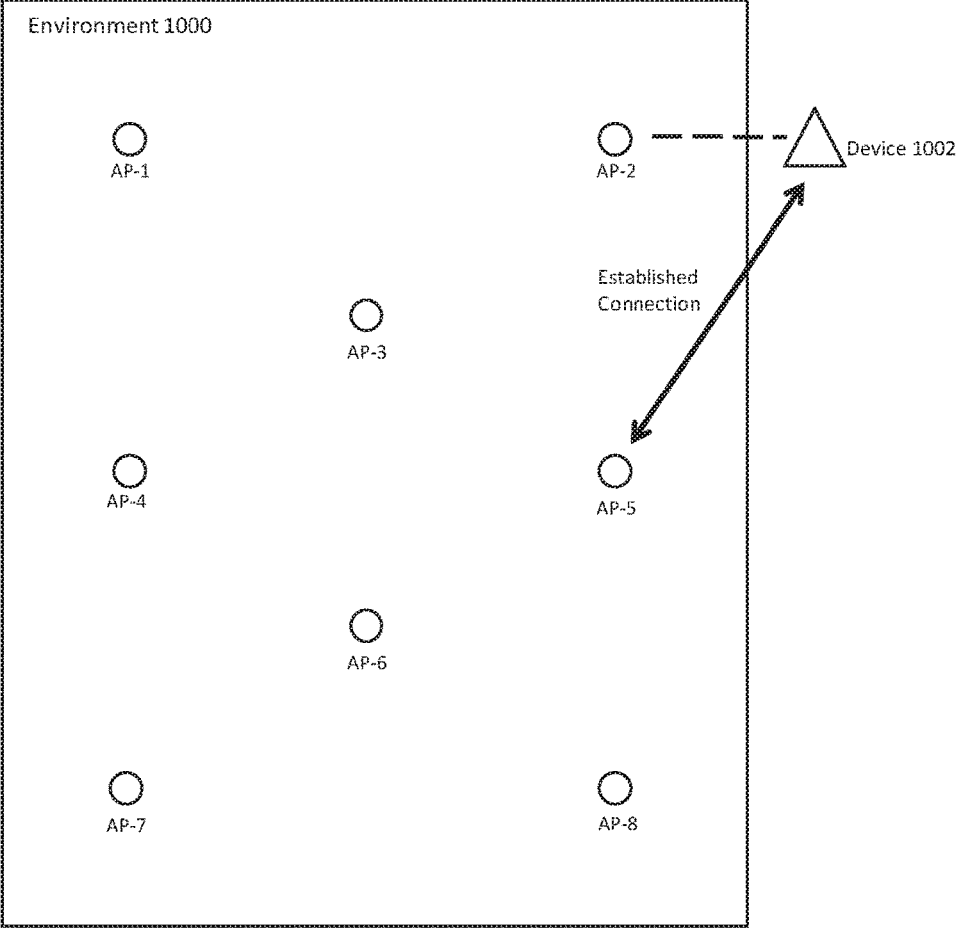 Environment 1000
AP-1
AP-2
Device 1002
Established
Connection
AP-3
AP-4
AP-5
AP-6
AP-7
AP-8